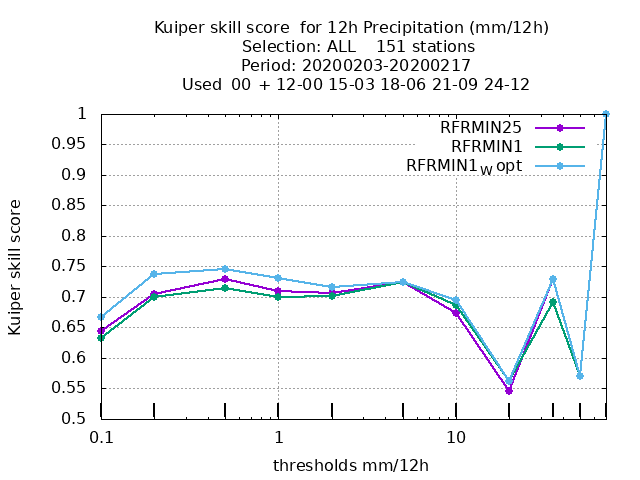 Kuiper skill score  for 12h Precipitation (mm/12h)
Selection: ALL    151 stations
Period: 20200203-20200217
Used  00 + 12-00 15-03 18-06 21-09 24-12
RFRMIN25
RFRMIN1
RFRMIN1w opt
1
0.95
0.9
0.85
0.8
0.75
0.7
0.65
0.6
0.55
0.5
Kuiper skill score
0.1 1 10
thresholds mm/12h